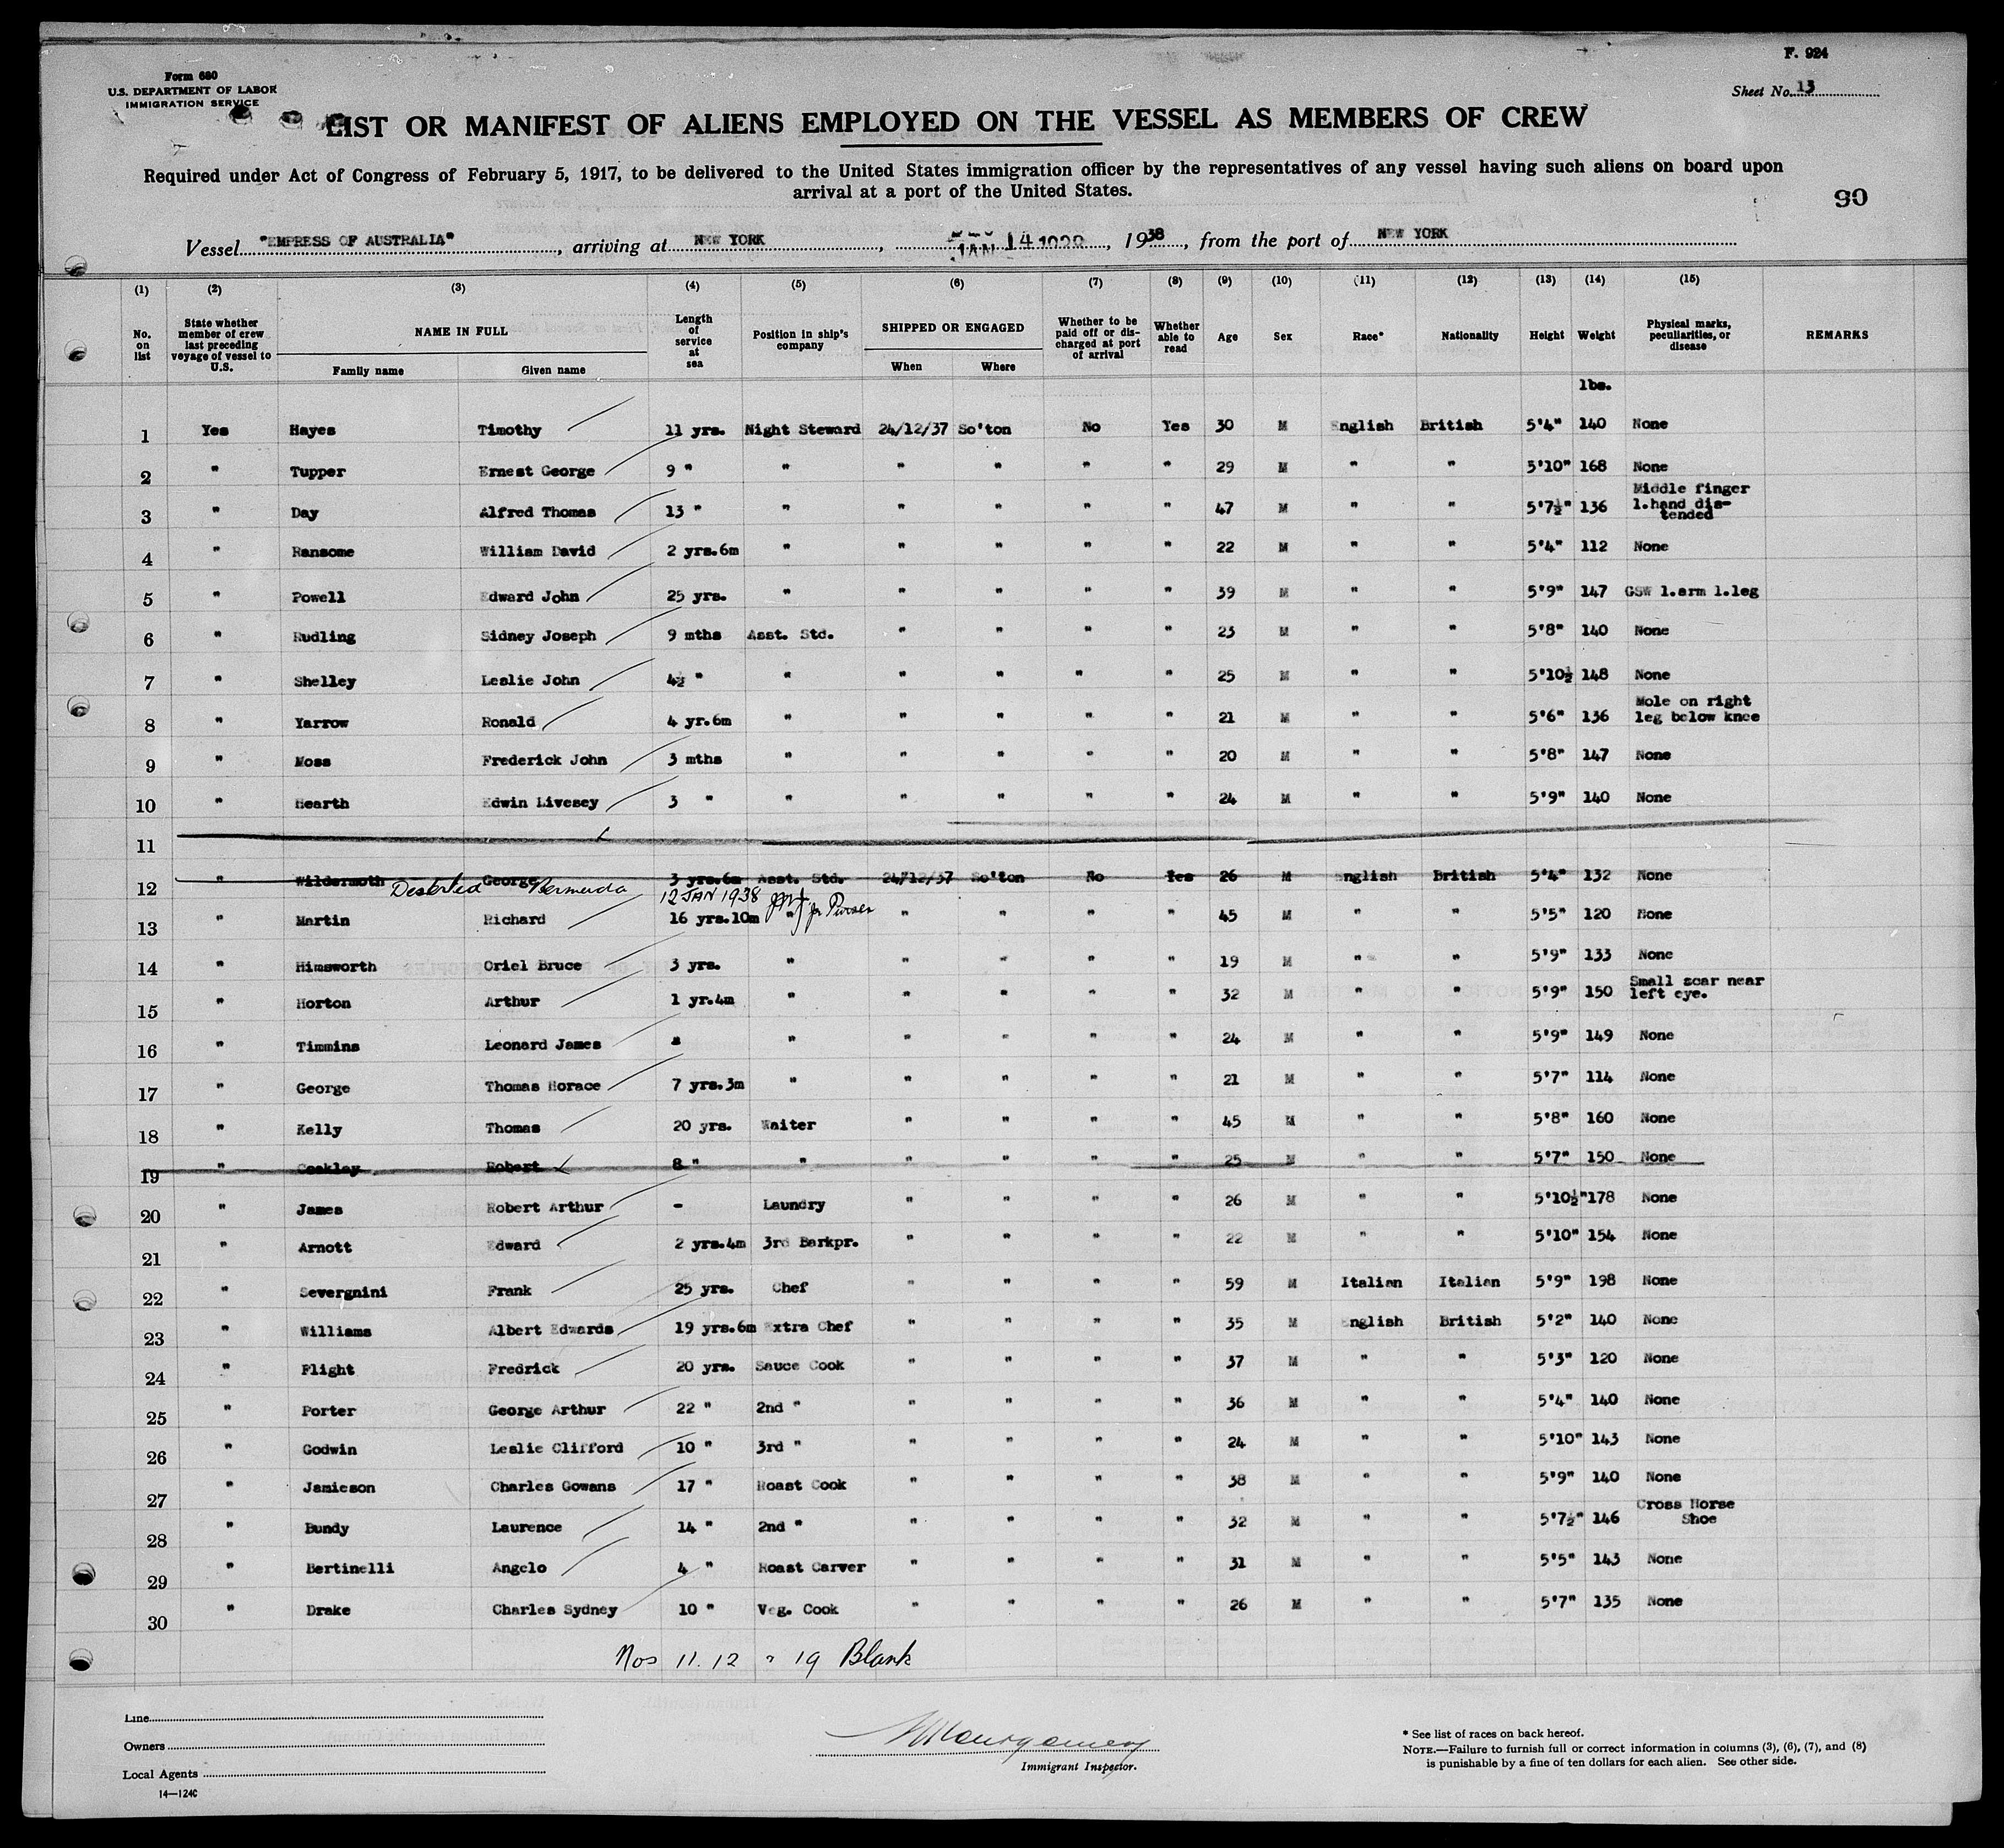 F. 924
Form 680
U.S. DEPARTMENT OF LABOR
IMMIGRATION SERVICE
Sheet No. 13
LIST OR MANIFEST OF ALIENS EMPLOYED ON THE VESSEL AS MEMBERS OF CREW
Required under Act of Congress of February 5, 1917, to be delivered to the United States immigration officer by the representatives of any vessel having such aliens on board upon
arrival at a port of the United States.
90
Vessel "EMPRESS OF AUSTRALIA", arriving at NEW YORK, JAN 14, 1938, from the port of NEW YORK
(1) (2) (3) (4) (5) (6) (7) (8) (9) (10) (11) (12) (13) (14) (15)
No. on list State whether member of crew last preceding voyage of vessel to U.S. NAME IN FULL Family name Given name Length of service at sea Position in ship's company SHIPPED OR ENGAGED When Where Whether to be paid off or discharged at port of arrival Whether able to read Age Sex Race* Nationality Height Weight Physical marks, peculiarities, or disease REMARKS
lbs.
1 Yes Hayes Timothy 11 yrs. Night Steward 24/12/37 So'ton No Yes 30 M English British 5'4" 140 None
2 " Tupper Ernest George 9 " " " " " " 29 M " " 5'10" 168 None
3 " Day Alfred Thomas 13 " " " " " " 47 M " " 5'7½" 136 Middle finger l.hand dis-tended
4 " Ransome William David 2 yrs.6m " " " " " 22 M " " 5'4" 112 None
5 " Powell Edward John 25 yrs. " " " " " 39 M " " 5'9" 147 GSW l.arm l.leg
6 " Rudling Sidney Joseph 9 mths Asst. Std. " " " " 23 M " " 5'8" 140 None
7 " Shelley Leslie John 4½ " " " " " " 25 M " " 5'10½ 148 None
8 " Yarrow Ronald 4 yr.6m " " " " " 21 M " " 5'6" 136 Mole on right leg below knee
9 " Moss Frederick John 3 mths " " " " " 20 M " " 5'8" 147 None
10 " Hearth Edwin Livesey 3 " " " " " " 24 M " " 5'9" 140 None
11
12 " Wildermoth George 3 yrs.6m Asst. Std. 24/12/37 So'ton No Yes 26 M English British 5'4" 132 None
Deserted Bermuda 12 JAN 1938 for Purser
13 " Martin Richard 16 yrs.10m " " " " " 45 M " " 5'5" 120 None
14 " Himsworth Oriel Bruce 3 yrs. " " " " " 19 M " " 5'9" 133 None
15 " Horton Arthur 1 yr.4m " " " " " 32 M " " 5'9" 150 Small scar near left eye.
16 " Timmins Leonard James " " " " " " 24 M " " 5'9" 149 None
17 " George Thomas Horace 7 yrs.3m " " " " " 21 M " " 5'7" 114 None
18 " Kelly Thomas 20 yrs. Waiter " " " " 45 M " " 5'8" 160 None
19 " Coakley Robert 8 " " " " " " 25 M " " 5'7" 150 None
20 " James Robert Arthur - Laundry " " " " 26 M " " 5'10½" 178 None
21 " Arnott Edward 2 yrs.4m 3rd Barkpr. " " " " 22 M " " 5'10" 154 None
22 " Severgnini Frank 25 yrs. Chef " " " " 59 M Italian Italian 5'9" 198 None
23 " Williams Albert Edwards 19 yrs.6m Extra Chef " " " " 35 M English British 5'2" 140 None
24 " Flight Fredrick 20 yrs. Sauce Cook " " " " 37 M " " 5'3" 120 None
25 " Porter George Arthur 22 " 2nd " " " " " 36 M " " 5'4" 140 None
26 " Godwin Leslie Clifford 10 " 3rd " " " " " 24 M " " 5'10" 143 None
27 " Jamieson Charles Gowans 17 " Roast Cook " " " " 38 M " " 5'9" 140 None
28 " Bundy Laurence 14 " 2nd " " " " " 32 M " " 5'7½" 146 Cross Horse Shoe
29 " Bertinelli Angelo 4 " Roast Carver " " " " 31 M " " 5'5" 143 None
30 " Drake Charles Sydney 10 " Veg. Cook " " " " 26 M " " 5'7" 135 None
Nos 11. 12 " 19 Blank
Line
Owners
Local Agents
14—124C
Montgomery
Immigrant Inspector.
* See list of races on back hereof.
NOTE.—Failure to furnish full or correct information in columns (3), (6), (7), and (8)
is punishable by a fine of ten dollars for each alien. See other side.